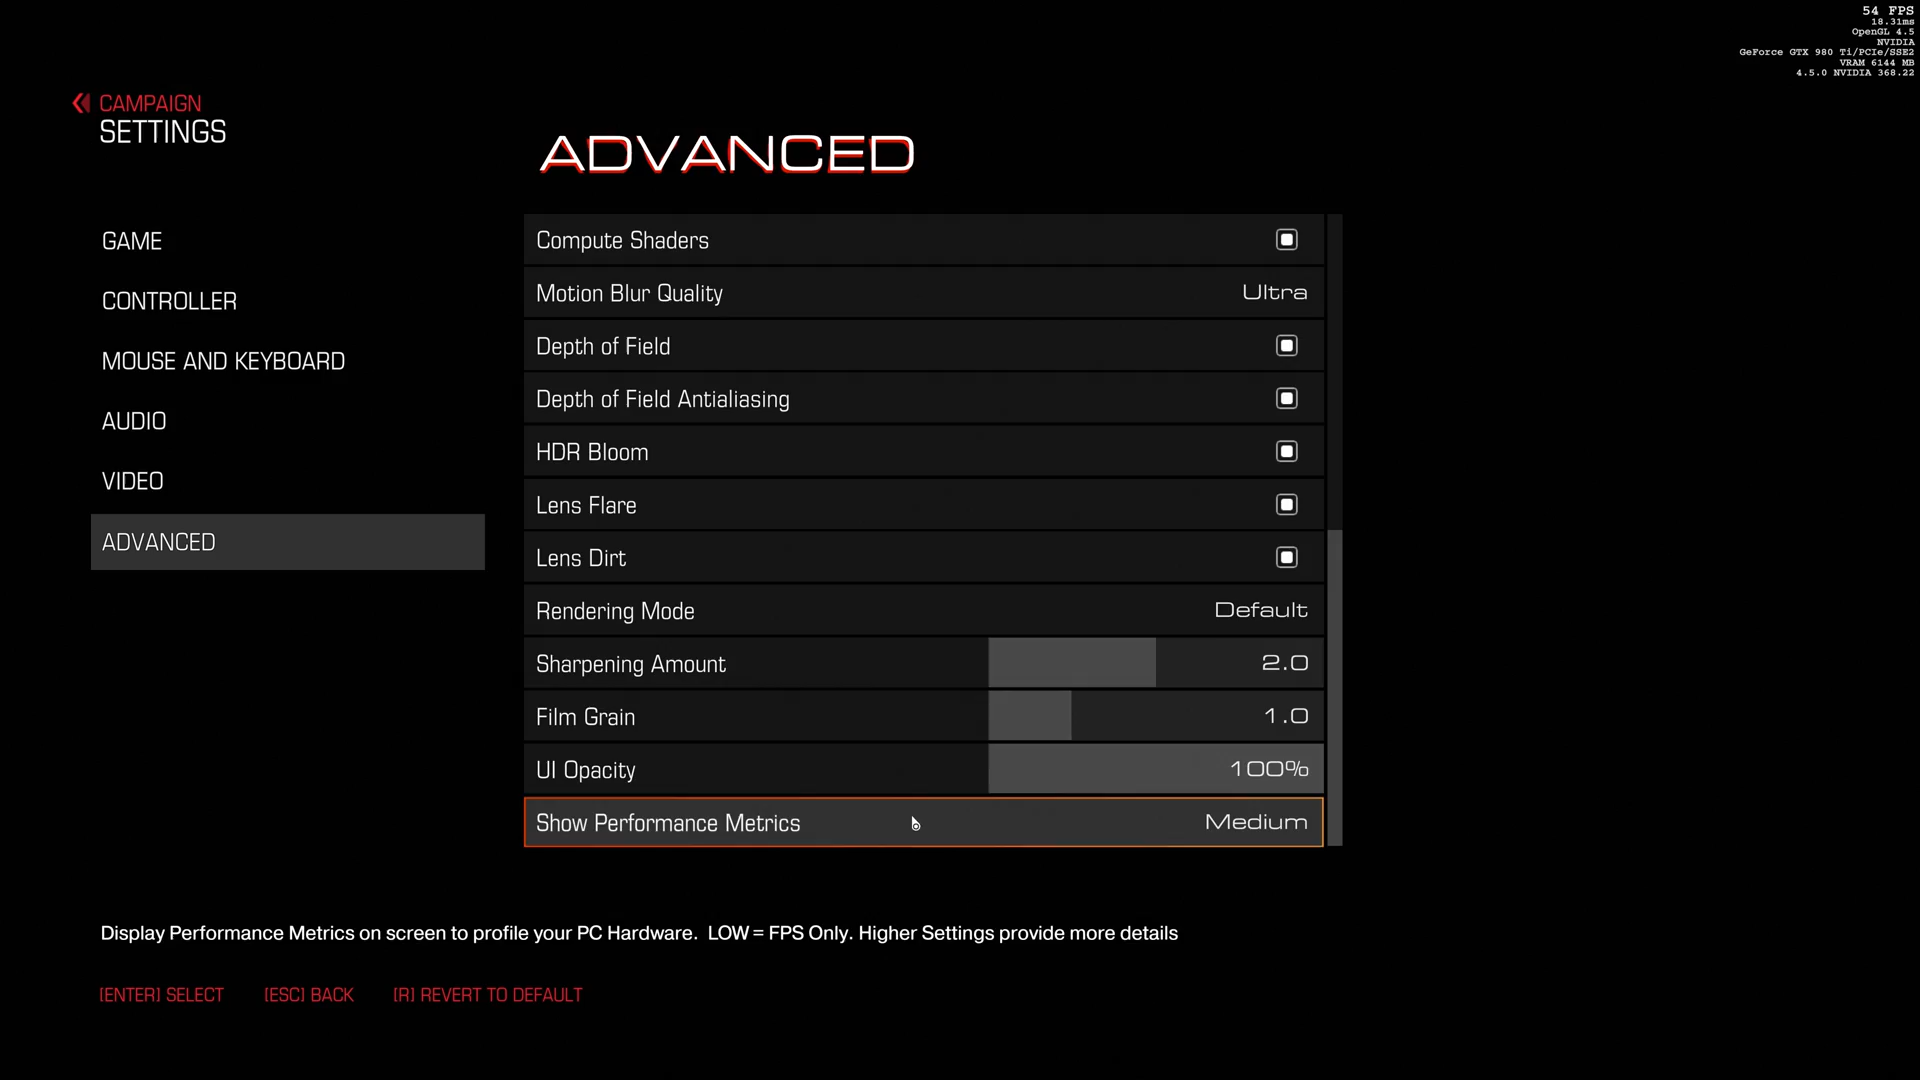 54 FPS
18.31ms
OpenGL 4.5
NVIDIA
GeForce GTX 980 Ti/PCIe/SSE2
VRAM 6144 MB
4.5.0 NVIDIA 368.22
CAMPAIGN
SETTINGS
ADVANCED
GAME
CONTROLLER
MOUSE AND KEYBOARD
AUDIO
VIDEO
ADVANCED
Compute Shaders
Motion Blur Quality Ultra
Depth of Field
Depth of Field Antialiasing
HDR Bloom
Lens Flare
Lens Dirt
Rendering Mode Default
Sharpening Amount 2.0
Film Grain 1.0
UI Opacity 100%
Show Performance Metrics Medium
Display Performance Metrics on screen to profile your PC Hardware.  LOW = FPS Only. Higher Settings provide more details
[ENTER] SELECT [ESC] BACK [R] REVERT TO DEFAULT